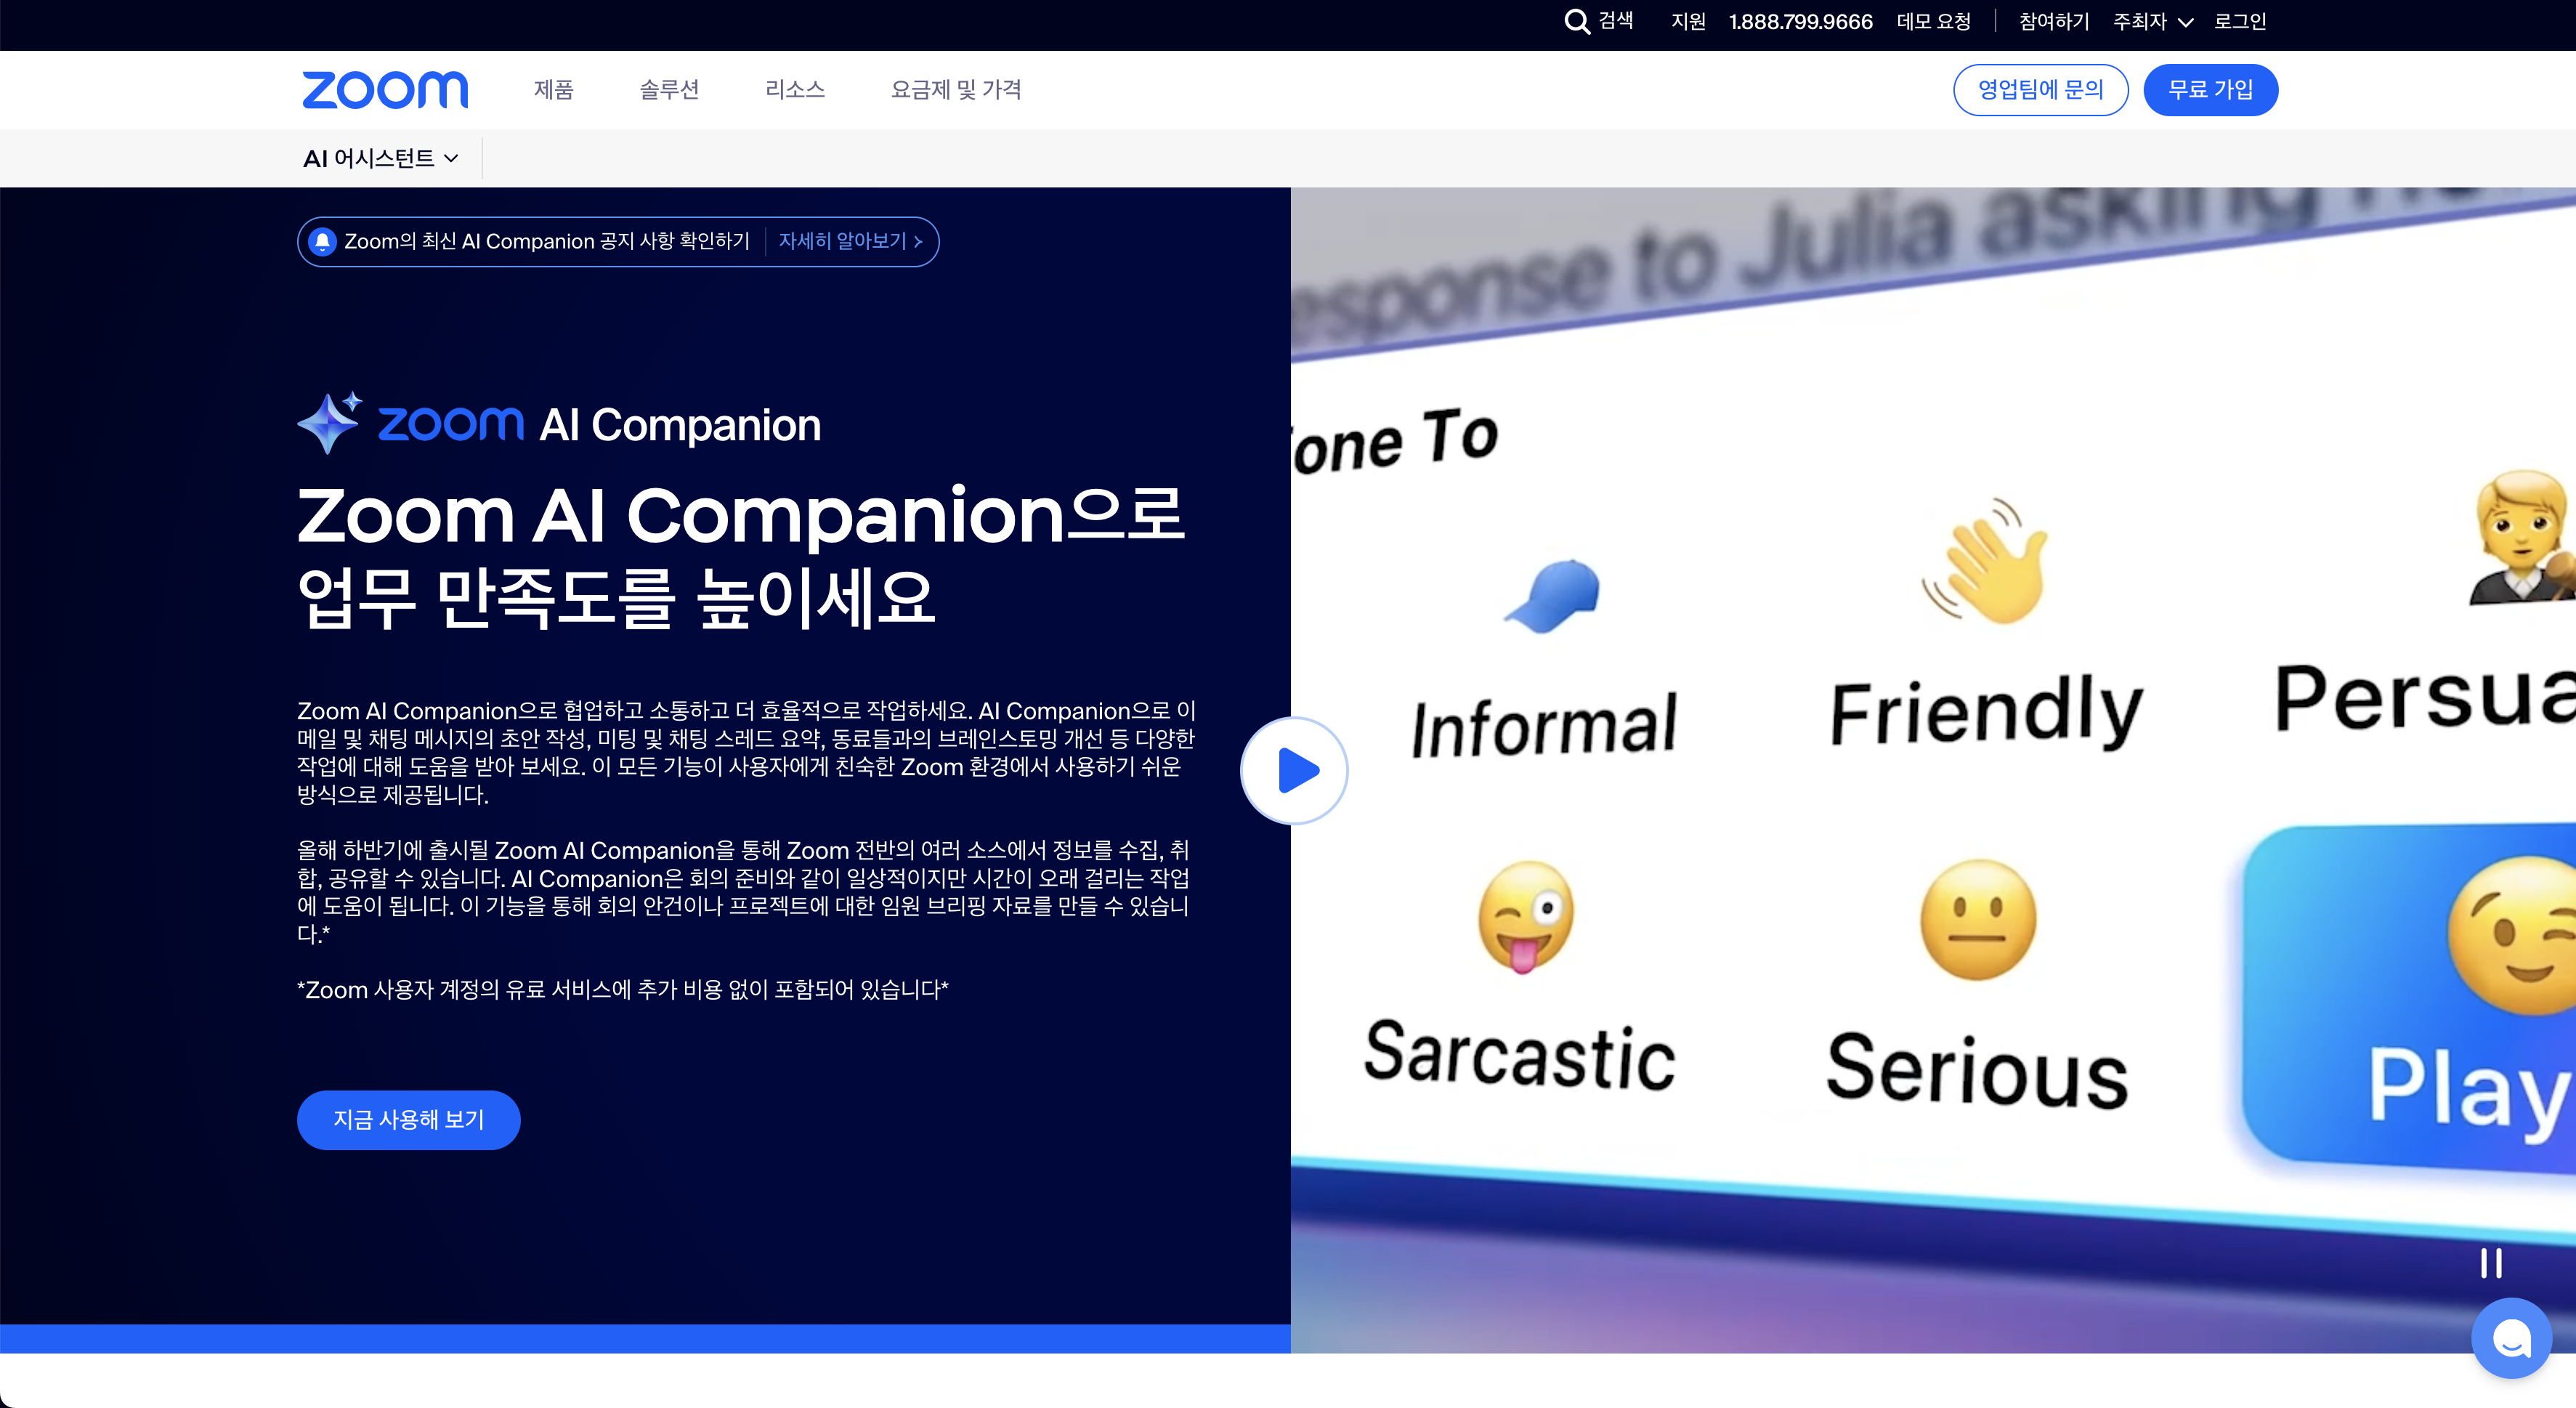 검색 지원 1.888.799.9666 데모 요청 참여하기 주최자 로그인
zoom 제품 솔루션 리소스 요금제 및 가격 영업팀에 문의 무료 가입
AI 어시스턴트
Zoom의 최신 AI Companion 공지 사항 확인하기 자세히 알아보기
zoom AI Companion
Zoom AI Companion으로
업무 만족도를 높이세요
Zoom AI Companion으로 협업하고 소통하고 더 효율적으로 작업하세요. AI Companion으로 이
메일 및 채팅 메시지의 초안 작성, 미팅 및 채팅 스레드 요약, 동료들과의 브레인스토밍 개선 등 다양한
작업에 대해 도움을 받아 보세요. 이 모든 기능이 사용자에게 친숙한 Zoom 환경에서 사용하기 쉬운
방식으로 제공됩니다.
올해 하반기에 출시될 Zoom AI Companion을 통해 Zoom 전반의 여러 소스에서 정보를 수집, 취
합, 공유할 수 있습니다. AI Companion은 회의 준비와 같이 일상적이지만 시간이 오래 걸리는 작업
에 도움이 됩니다. 이 기능을 통해 회의 안건이나 프로젝트에 대한 임원 브리핑 자료를 만들 수 있습니
다.*
*Zoom 사용자 계정의 유료 서비스에 추가 비용 없이 포함되어 있습니다*
지금 사용해 보기
esponse to Julia asking
one To
Informal Friendly Persua
Sarcastic Serious Play